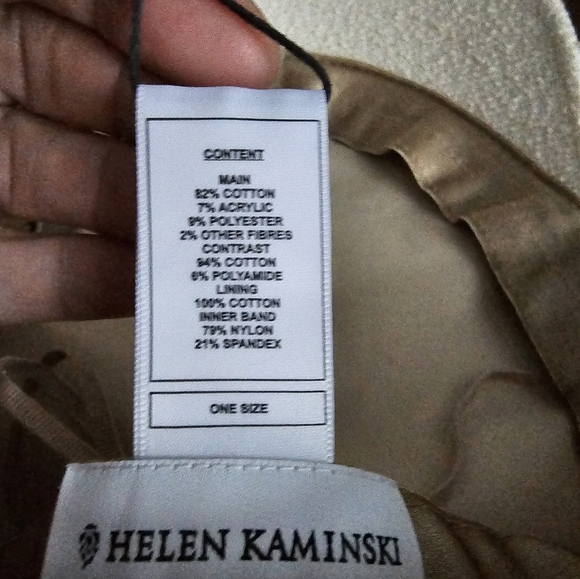 CONTENT
MAIN
82% COTTON
7% ACRYLIC
9% POLYESTER
2% OTHER FIBRES
CONTRAST
94% COTTON
6% POLYAMIDE
LINING
100% COTTON
INNER BAND
79% NYLON
21% SPANDEX
ONE SIZE
HELEN KAMINSKI